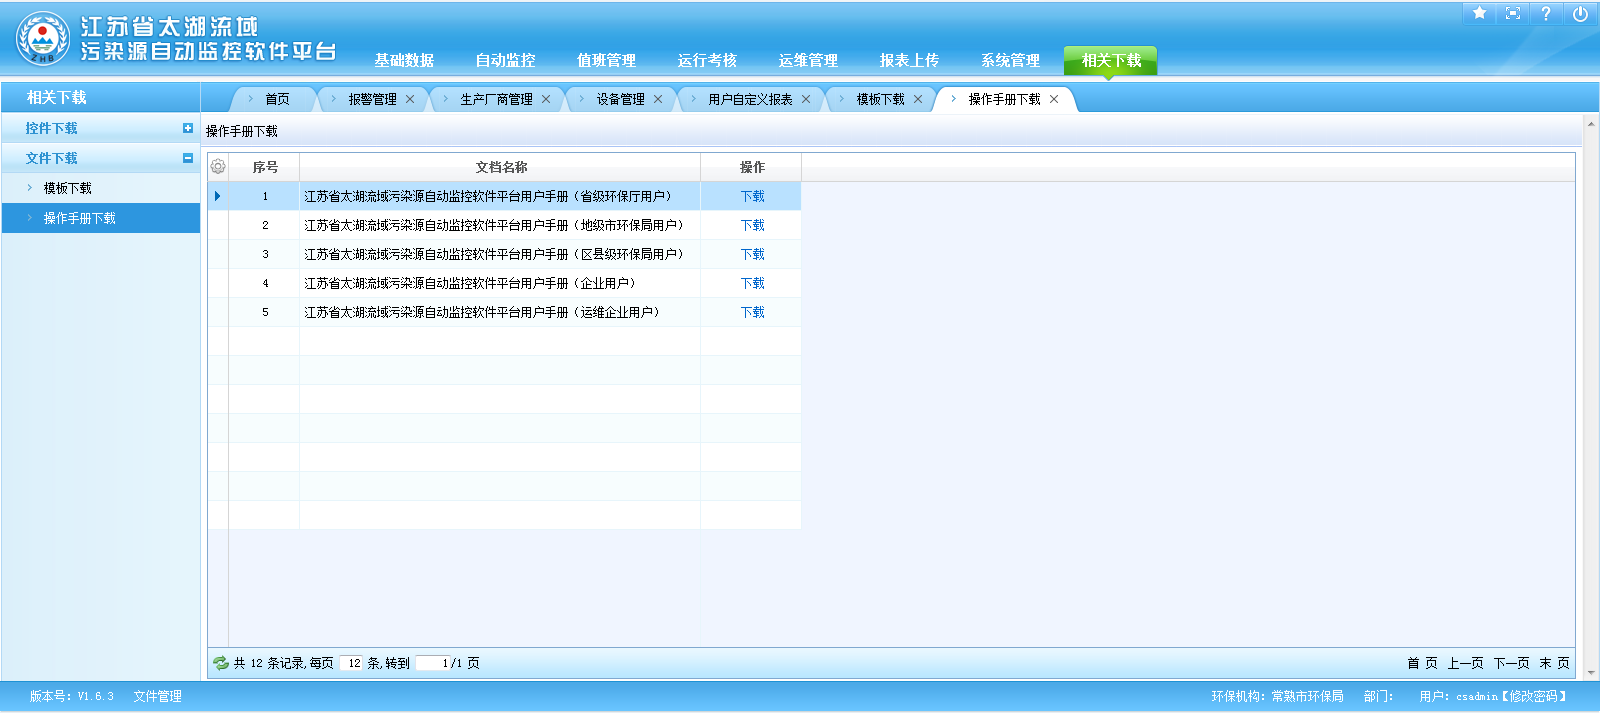 江苏省太湖流域
污染源自动监控软件平台
ZHB
基础数据 自动监控 值班管理 运行考核 运维管理 报表上传 系统管理 相关下载
相关下载
首页 报警管理 生产厂商管理 设备管理 用户自定义报表 模板下载 操作手册下载
控件下载
文件下载
模板下载
操作手册下载
操作手册下载
序号 文档名称 操作
1 江苏省太湖流域污染源自动监控软件平台用户手册（省级环保厅用户） 下载
2 江苏省太湖流域污染源自动监控软件平台用户手册（地级市环保局用户） 下载
3 江苏省太湖流域污染源自动监控软件平台用户手册（区县级环保局用户） 下载
4 江苏省太湖流域污染源自动监控软件平台用户手册（企业用户） 下载
5 江苏省太湖流域污染源自动监控软件平台用户手册（运维企业用户） 下载
共 12 条记录,每页 12 条,转到 1/1 页 首 页 上一页 下一页 末 页
版本号：V1.6.3 文件管理 环保机构：常熟市环保局 部门： 用户：csadmin【修改密码】